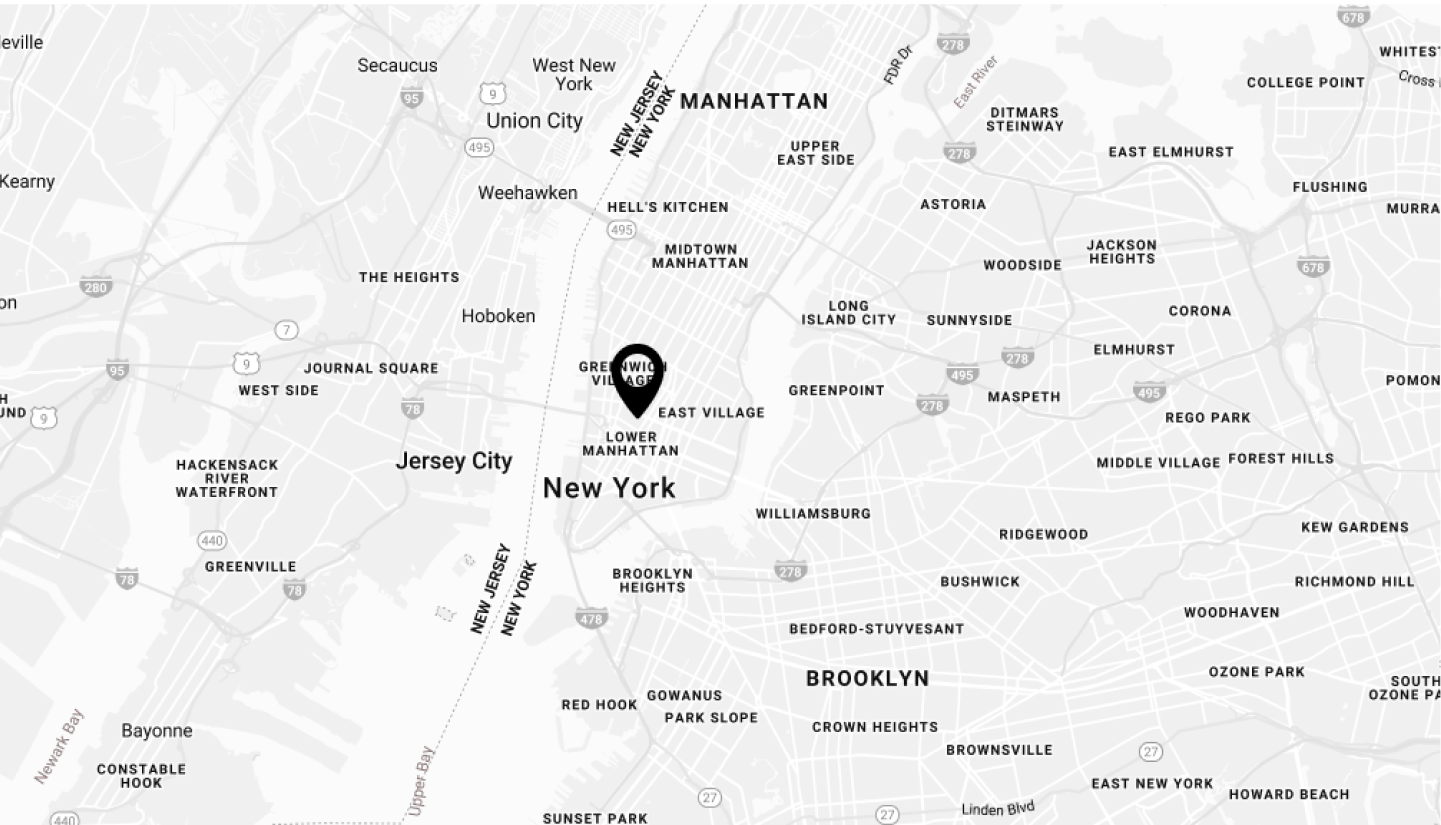 678
leville
278
FDR Dr
WHITEST
Secaucus
West New
York
East River
COLLEGE POINT
Cross
95
9
NEW JERSEY
NEW YORK
MANHATTAN
DITMARS
STEINWAY
Union City
495
UPPER
EAST SIDE
278
EAST ELMHURST
Kearny
Weehawken
FLUSHING
HELL'S KITCHEN
ASTORIA
MURRA
495
MIDTOWN
MANHATTAN
JACKSON
HEIGHTS
WOODSIDE
678
THE HEIGHTS
280
on
LONG
ISLAND CITY
SUNNYSIDE
CORONA
Hoboken
7
278
ELMHURST
9
95
JOURNAL SQUARE
GREENWICH
VILLAGE
495
WEST SIDE
GREENPOINT
278
MASPETH
495
POMON
H
UND
9
78
EAST VILLAGE
REGO PARK
LOWER
MANHATTAN
Jersey City
MIDDLE VILLAGE
FOREST HILLS
HACKENSACK
RIVER
WATERFRONT
New York
WILLIAMSBURG
RIDGEWOOD
KEW GARDENS
440
GREENVILLE
78
78
NEW JERSEY
NEW YORK
BROOKLYN
HEIGHTS
278
BUSHWICK
RICHMOND HILL
478
WOODHAVEN
BEDFORD-STUYVESANT
BROOKLYN
OZONE PARK
SOUTH
OZONE PA
RED HOOK
GOWANUS
PARK SLOPE
CROWN HEIGHTS
Newark Bay
Bayonne
BROWNSVILLE
27
CONSTABLE
HOOK
Upper Bay
EAST NEW YORK
HOWARD BEACH
27
Linden Blvd
440
SUNSET PARK
27